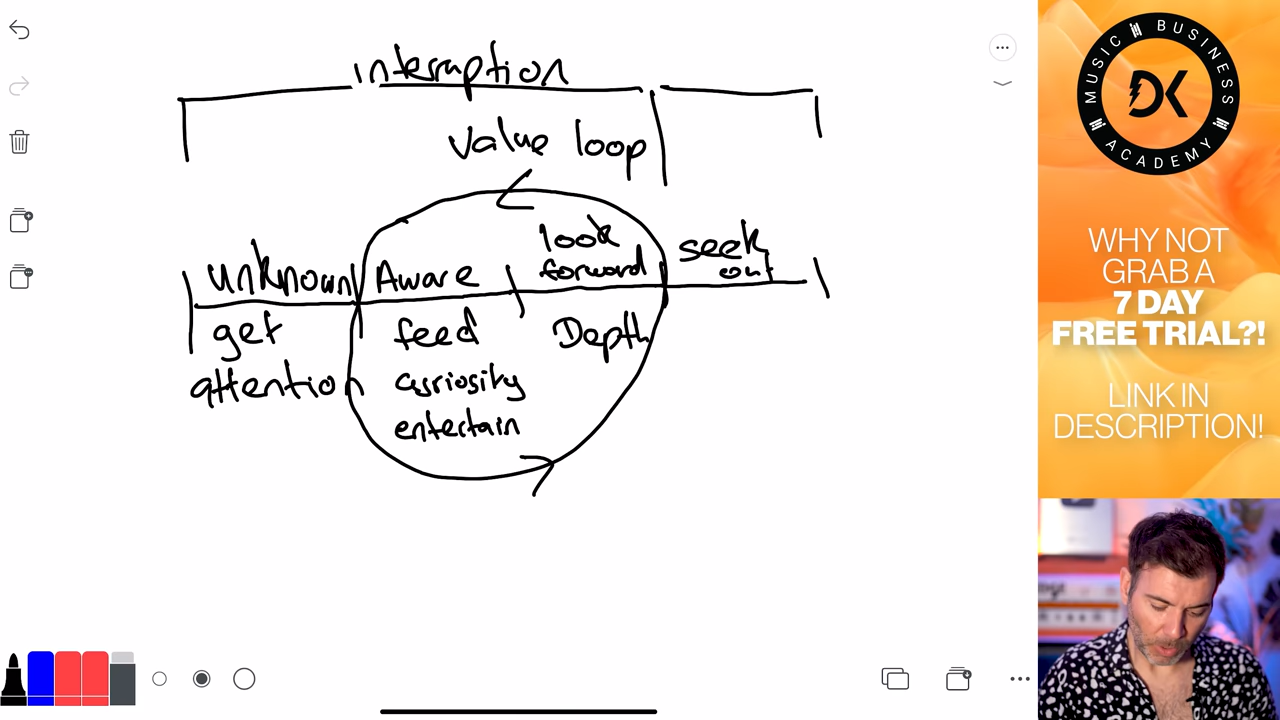 interruption
value loop
unknown
Aware
look
forward
seek
out
get
attention
feed
curiosity
entertain
Depth
MUSIC BUSINESS
ACADEMY
DK
WHY NOT
GRAB A
7 DAY
FREE TRIAL?!
LINK IN
DESCRIPTION!